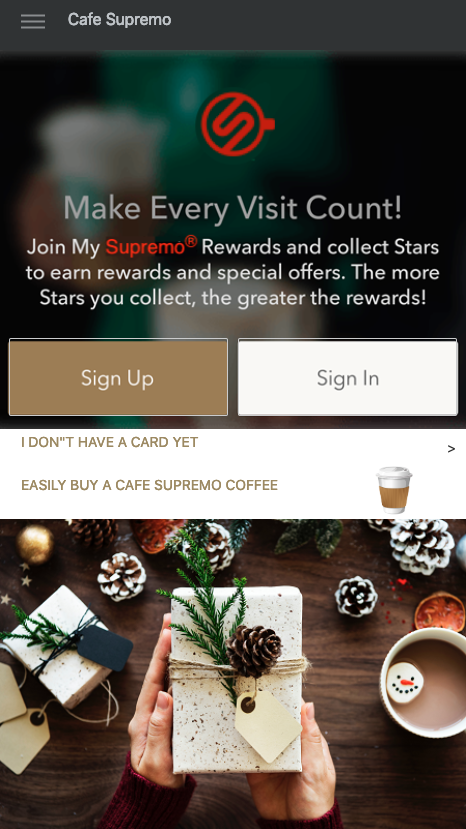 Cafe Supremo
Make Every Visit Count!
Join My Supremo® Rewards and collect Stars
to earn rewards and special offers. The more
Stars you collect, the greater the rewards!
Sign Up
Sign In
I DON"T HAVE A CARD YET
>
EASILY BUY A CAFE SUPREMO COFFEE